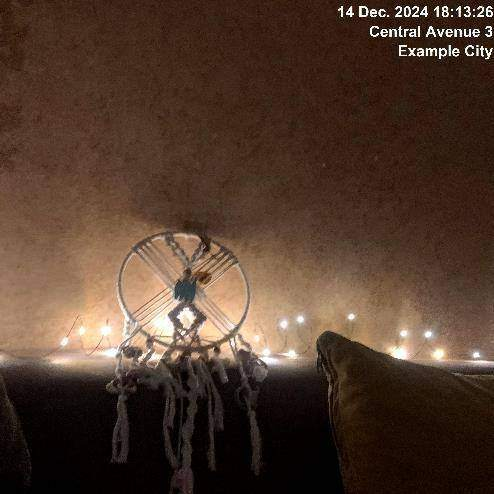 14 Dec. 2024 18:13:26
Central Avenue 3
Example City